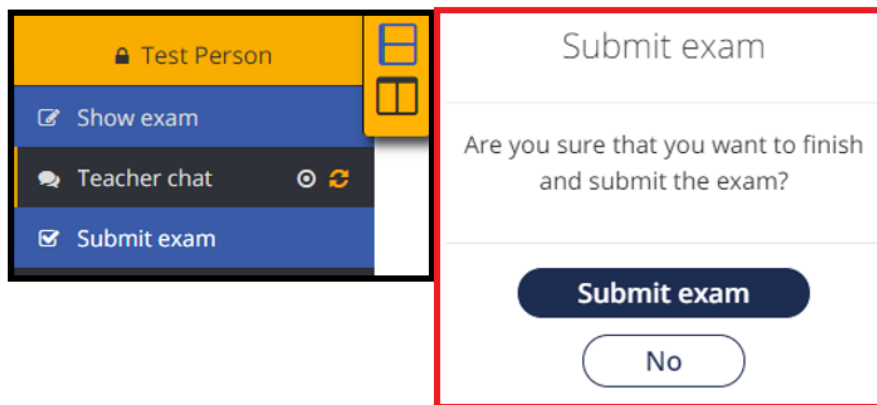 Test Person
Show exam
Teacher chat
Submit exam
Submit exam
Are you sure that you want to finish
and submit the exam?
Submit exam
No